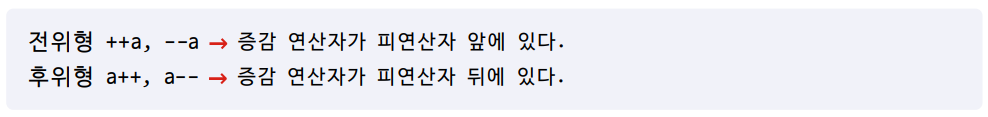 전위형 ++a, --a → 증감 연산자가 피연산자 앞에 있다.
후위형 a++, a-- → 증감 연산자가 피연산자 뒤에 있다.